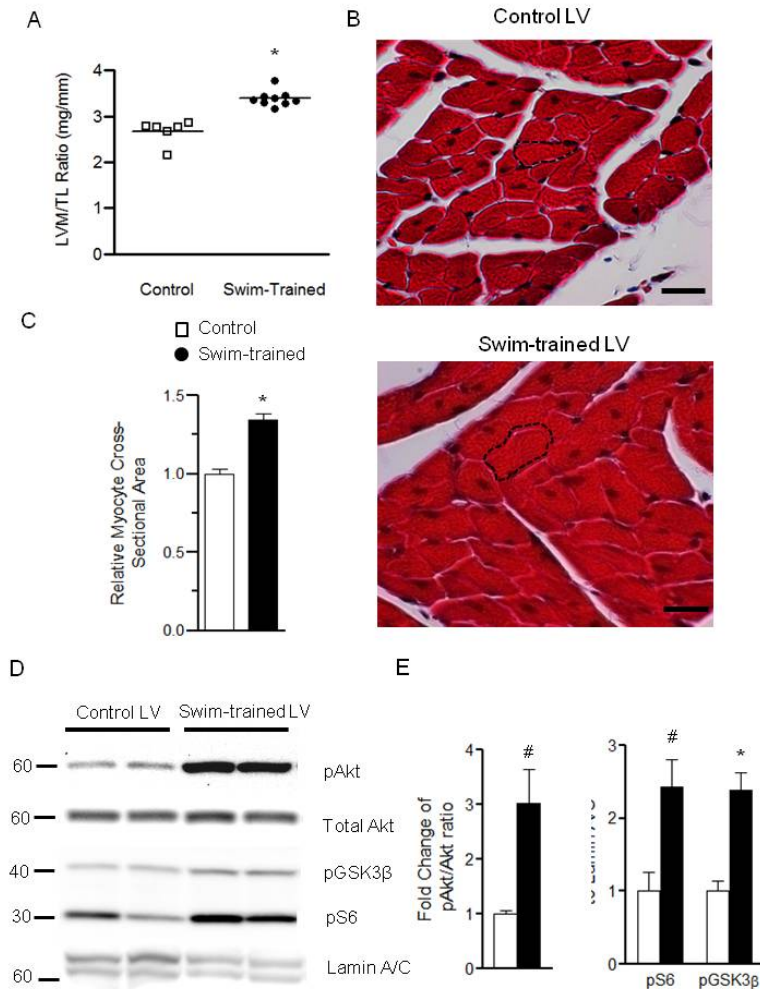 A
*
LVM/TL Ratio (mg/mm)
4
3
2
1
0
Control
Swim-Trained
B
Control LV
Swim-trained LV
C
Control
Swim-trained
Relative Myocyte Cross-
Sectional Area
1.5
1.0
0.5
0.0
*
D
Control LV
Swim-trained LV
60
pAkt
60
Total Akt
40
pGSK3β
30
pS6
60
Lamin A/C
E
Fold Change of
pAkt/Akt ratio
4
3
2
1
0
#
3
2
1
0
#
*
pS6
pGSK3β